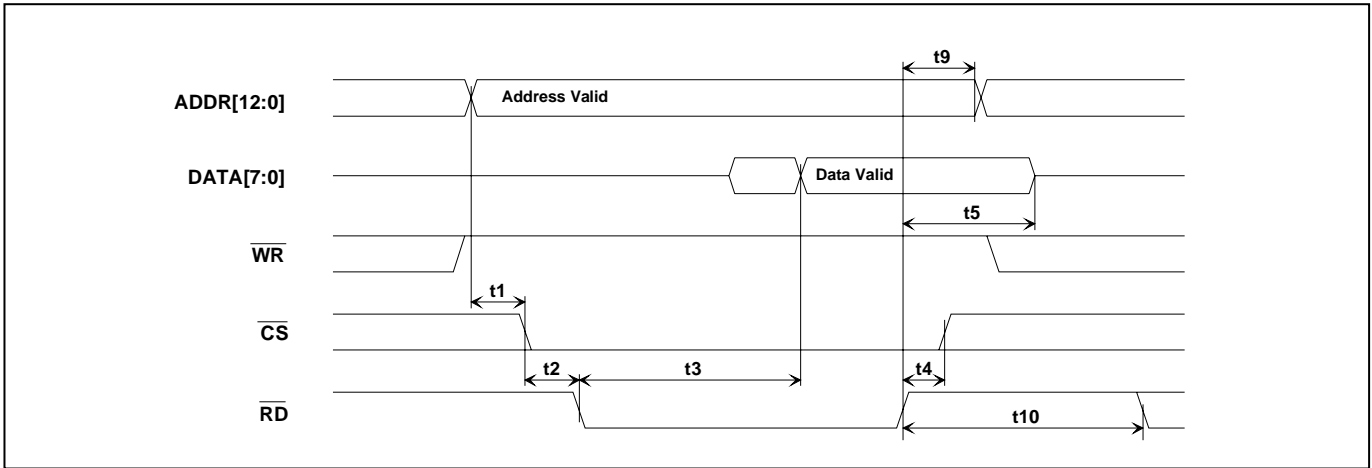 t9
ADDR[12:0]
Address Valid
DATA[7:0]
Data Valid
t5
WR
t1
CS
t2
t3
t4
RD
t10